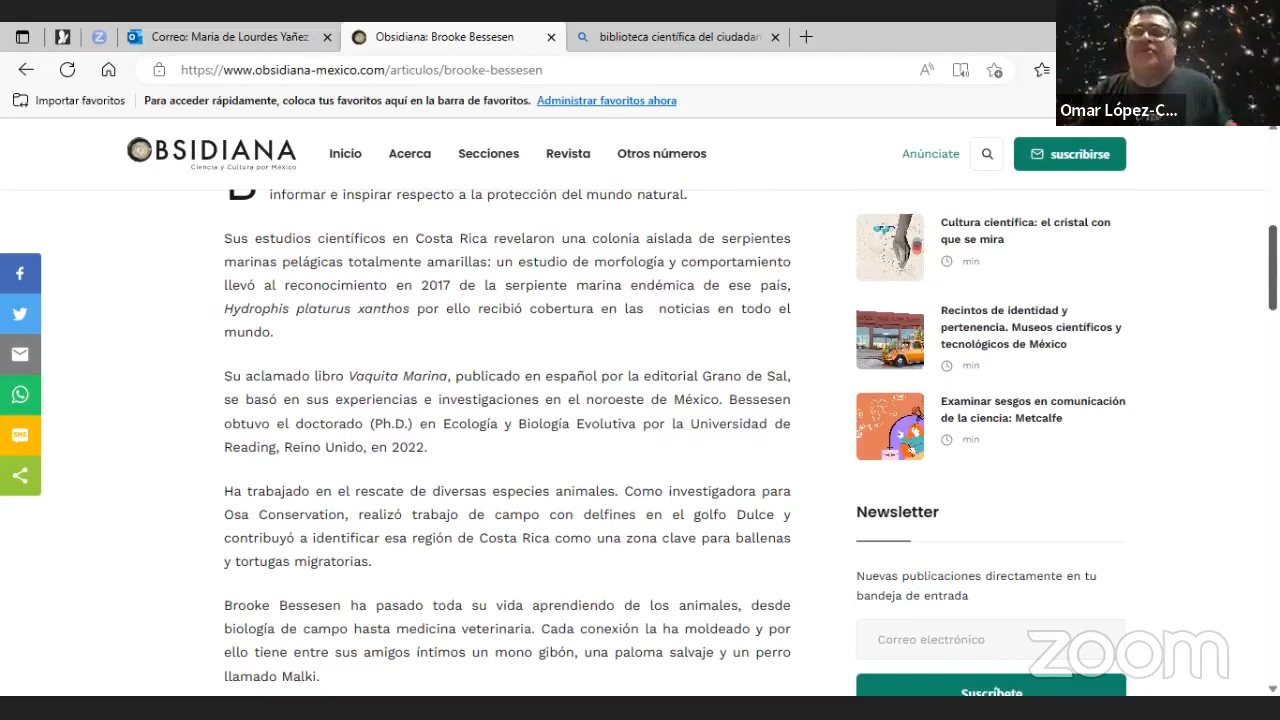 Correo: Maria de Lourdes Yañez
Obsidiana: Brooke Bessesen
biblioteca científica del ciudadan
https://www.obsidiana-mexico.com/articulos/brooke-bessesen
Importar favoritos
Para acceder rápidamente, coloca tus favoritos aquí en la barra de favoritos. Administrar favoritos ahora
Omar López-C...
OBSIDIANA
Ciencia y Cultura por México
Inicio
Acerca
Secciones
Revista
Otros números
Anúnciate
suscribirse
informar e inspirar respecto a la protección del mundo natural.
Sus estudios científicos en Costa Rica revelaron una colonia aislada de serpientes
marinas pelágicas totalmente amarillas: un estudio de morfología y comportamiento
llevó al reconocimiento en 2017 de la serpiente marina endémica de ese país,
Hydrophis platurus xanthos por ello recibió cobertura en las noticias en todo el
mundo.
Su aclamado libro Vaquita Marina, publicado en español por la editorial Grano de Sal,
se basó en sus experiencias e investigaciones en el noroeste de México. Bessesen
obtuvo el doctorado (Ph.D.) en Ecología y Biología Evolutiva por la Universidad de
Reading, Reino Unido, en 2022.
Ha trabajado en el rescate de diversas especies animales. Como investigadora para
Osa Conservation, realizó trabajo de campo con delfines en el golfo Dulce y
contribuyó a identificar esa región de Costa Rica como una zona clave para ballenas
y tortugas migratorias.
Brooke Bessesen ha pasado toda su vida aprendiendo de los animales, desde
biología de campo hasta medicina veterinaria. Cada conexión la ha moldeado y por
ello tiene entre sus amigos íntimos un mono gibón, una paloma salvaje y un perro
llamado Malki.
Cultura científica: el cristal con
que se mira
min
Recintos de identidad y
pertenencia. Museos científicos y
tecnológicos de México
min
Examinar sesgos en comunicación
de la ciencia: Metcalfe
min
Newsletter
Nuevas publicaciones directamente en tu
bandeja de entrada
Correo electrónico
Suscríbete
SMS
zoom